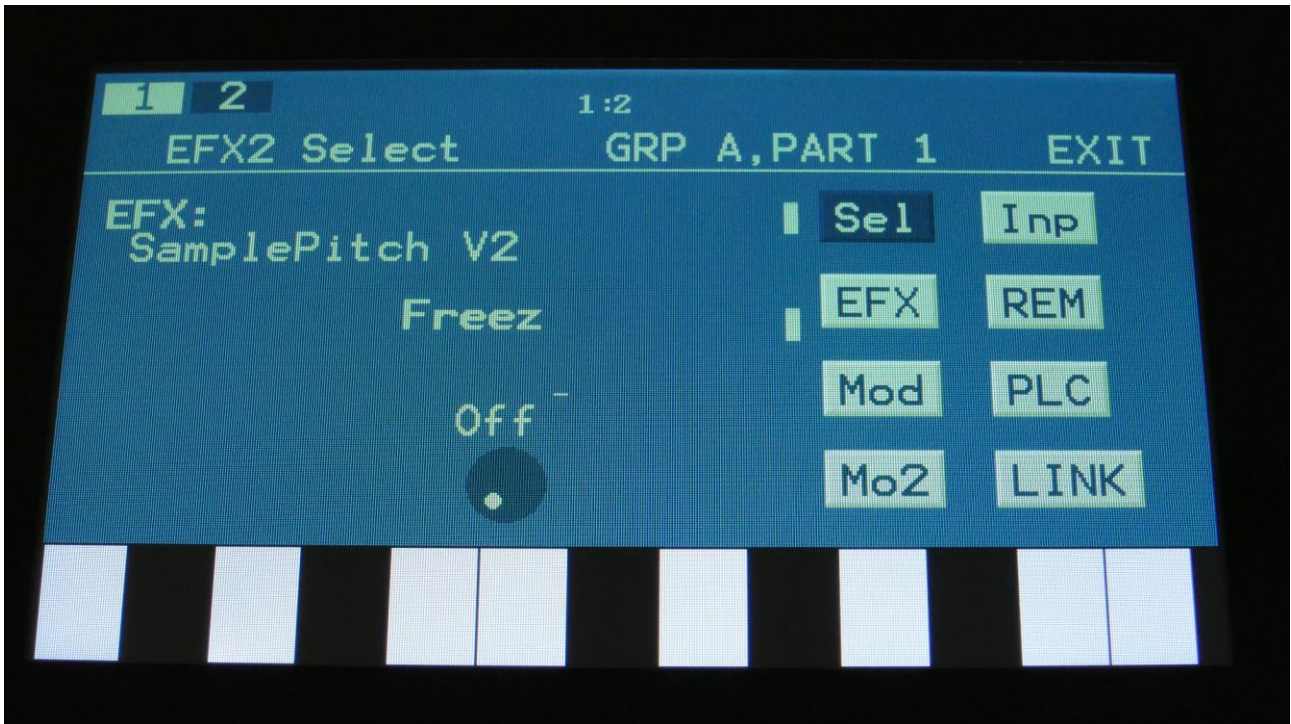 1 2
1:2
EFX2 Select GRP A,PART 1 EXIT
EFX:
SamplePitch V2
Freez
Off
Sel Inp
EFX REM
Mod PLC
Mo2 LINK